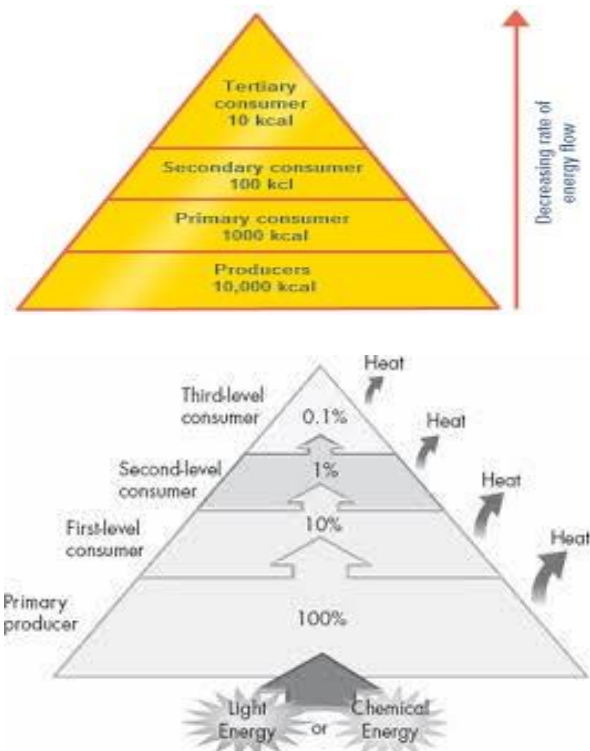 Tertiary
consumer
10 kcal
Secondary consumer
100 kcl
Primary consumer
1000 kcal
Producers
10,000 kcal
Decreasing rate of
energy flow
Heat
Third-level
consumer
0.1%
Heat
Second-level
consumer
1%
Heat
First-level
consumer
10%
Heat
Primary
producer
100%
Light
Energy
or
Chemical
Energy